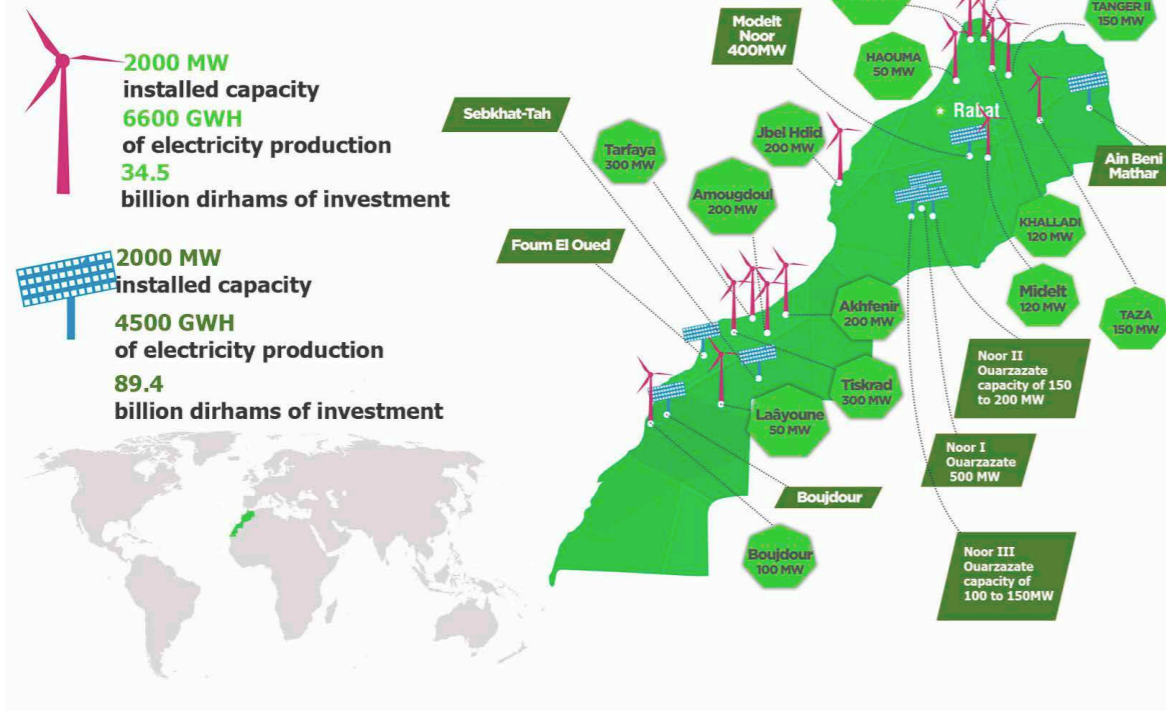 2000 MW
installed capacity
6600 GWH
of electricity production
34.5
billion dirhams of investment
2000 MW
installed capacity
4500 GWH
of electricity production
89.4
billion dirhams of investment
Modelt
Noor
400MW
TANGER II
150 MW
HAOUMA
50 MW
Rabat
Sebkhat-Tah
Tarfaya
300 MW
Jbel Hdid
200 MW
Amougdoul
200 MW
Ain Beni
Mathar
KHALLADI
120 MW
Foum El Oued
Midelt
120 MW
Akhfenir
200 MW
TAZA
150 MW
Noor II
Ouarzazate
capacity of 150
to 200 MW
Tiskrad
300 MW
Laâyoune
50 MW
Noor I
Ouarzazate
500 MW
Boujdour
Boujdour
100 MW
Noor III
Ouarzazate
capacity of
100 to 150MW